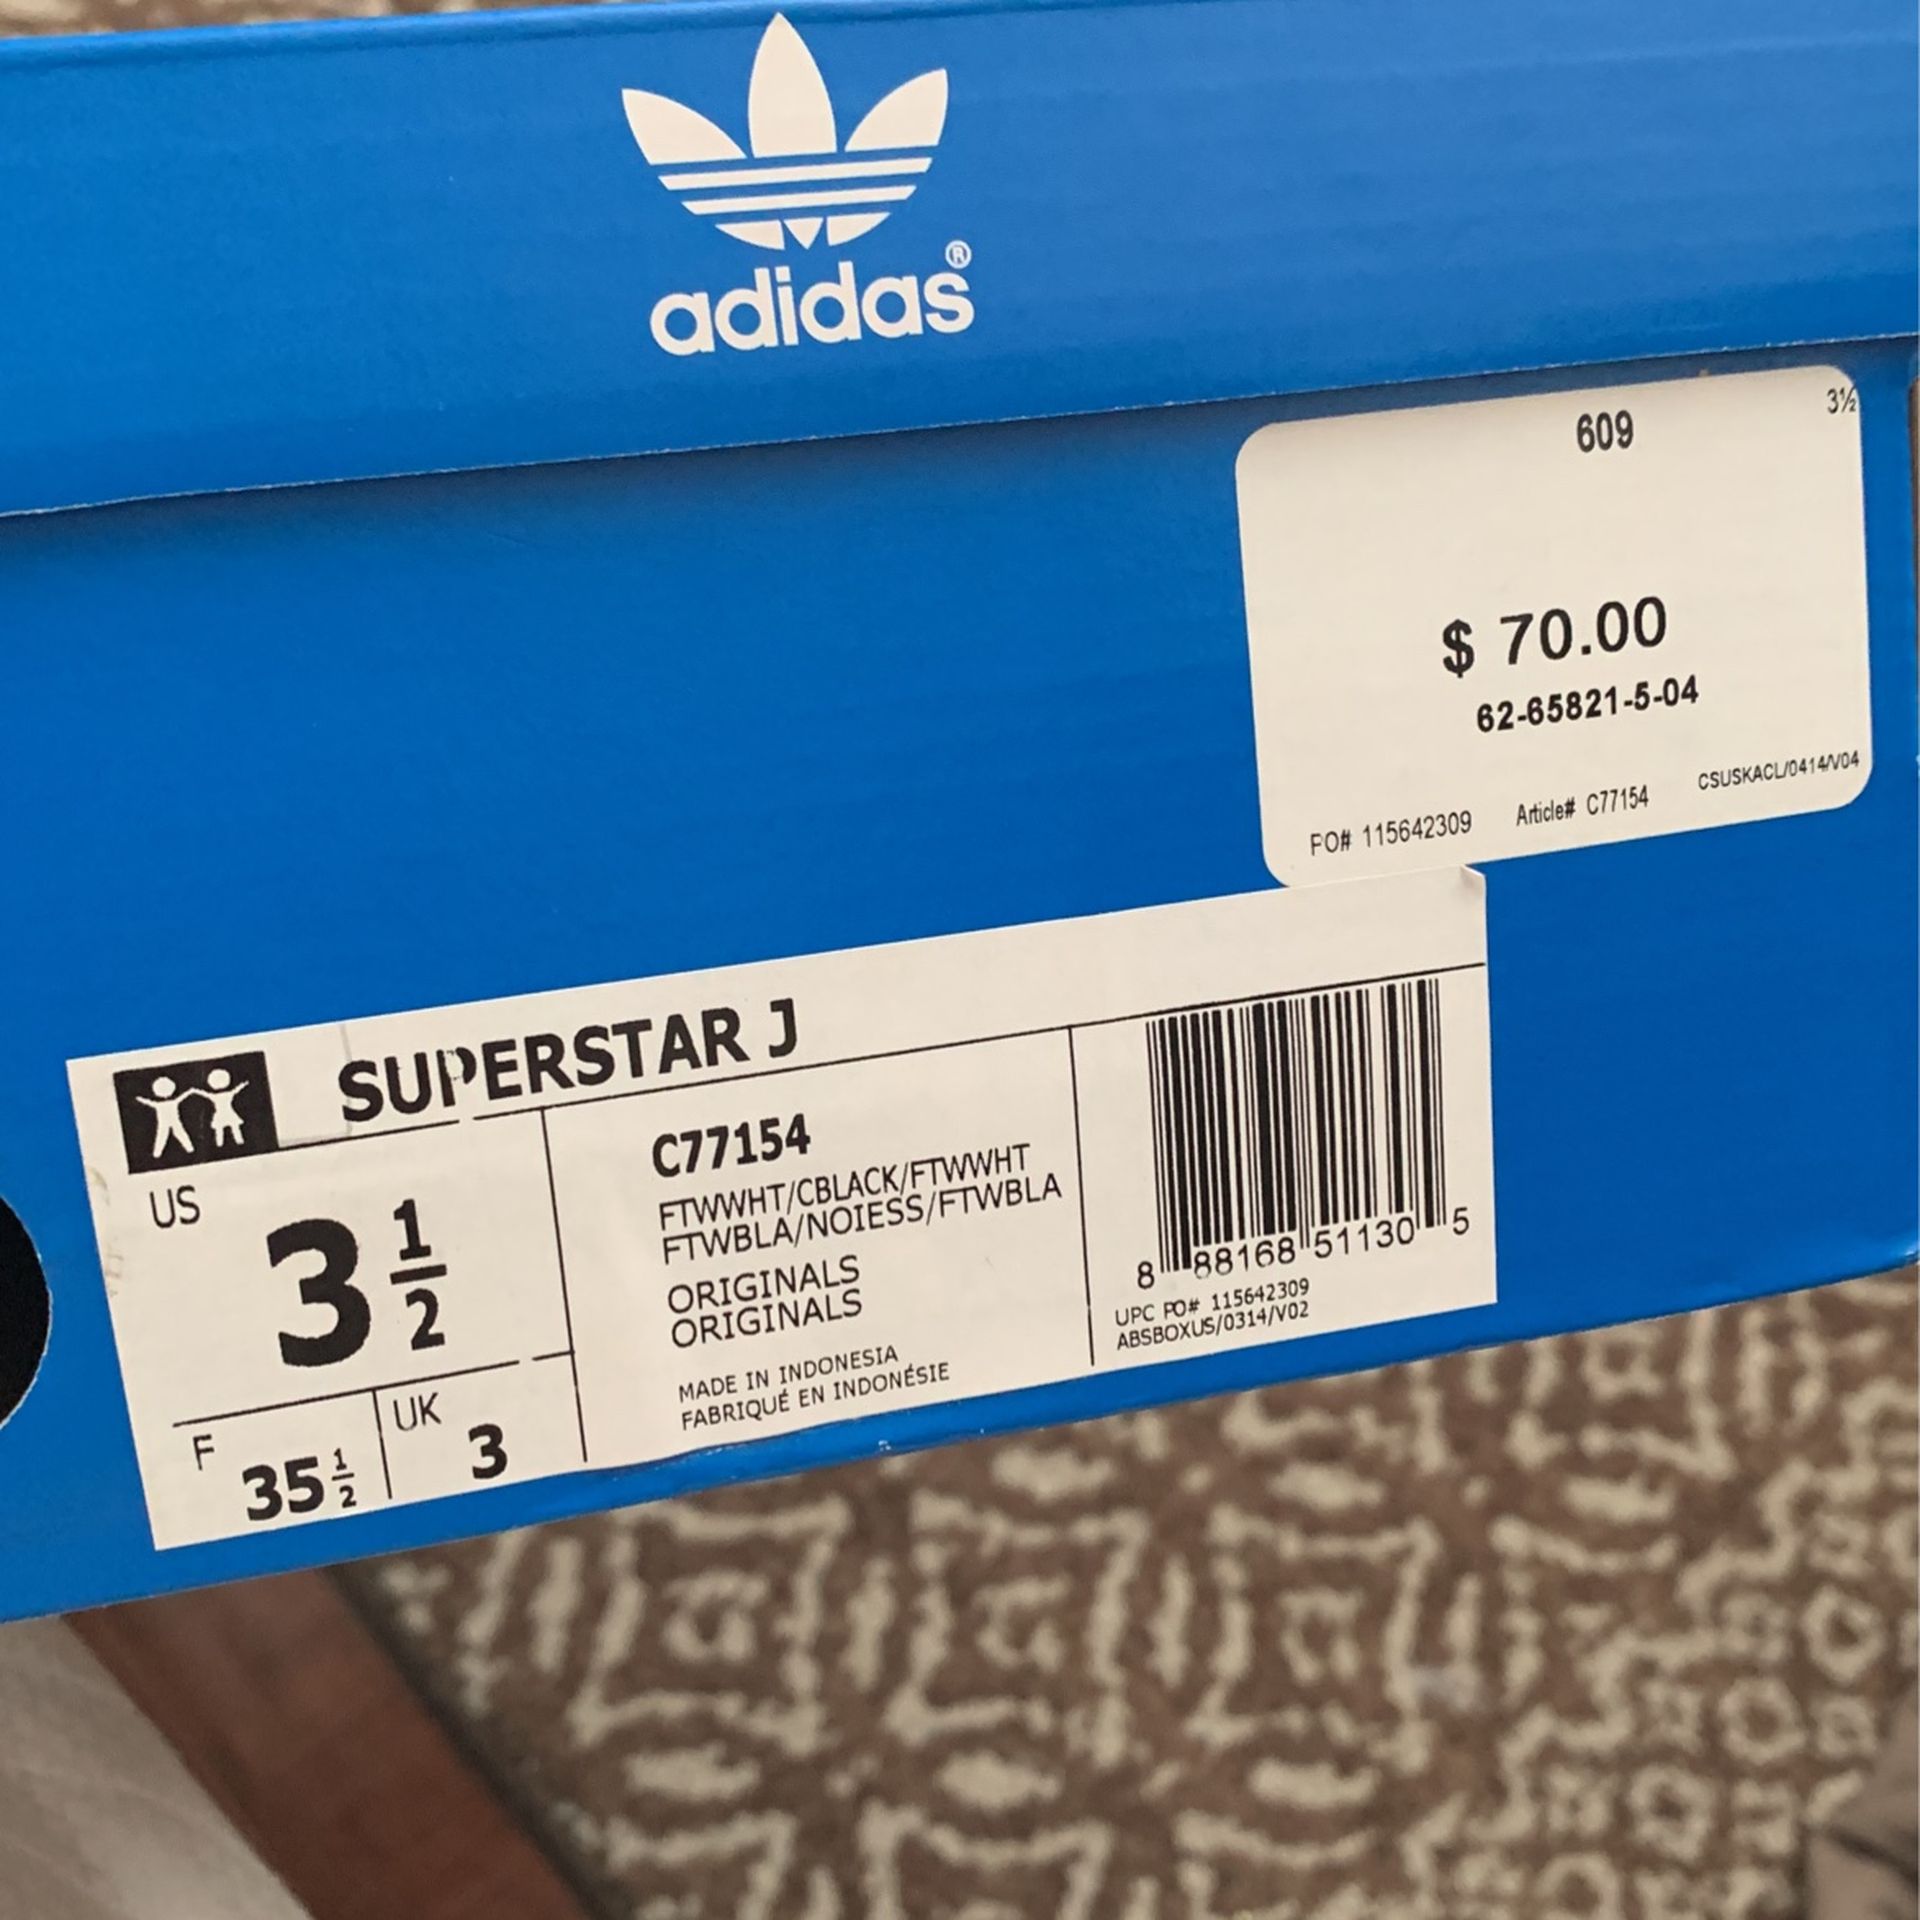 adidas®
3½
609
$ 70.00
62-65821-5-04
PO# 115642309 Article# C77154 CSUSKACL/0414/V04
SUPERSTAR J
US
3 1/2
F 35 1/2
UK 3
C77154
FTWWHT/CBLACK/FTWWHT
FTWBLA/NOIESS/FTWBLA
ORIGINALS
ORIGINALS
MADE IN INDONESIA
FABRIQUÉ EN INDONÉSIE
8 88168 51130 5
UPC PO# 115642309
ABSBOXUS/0314/V02